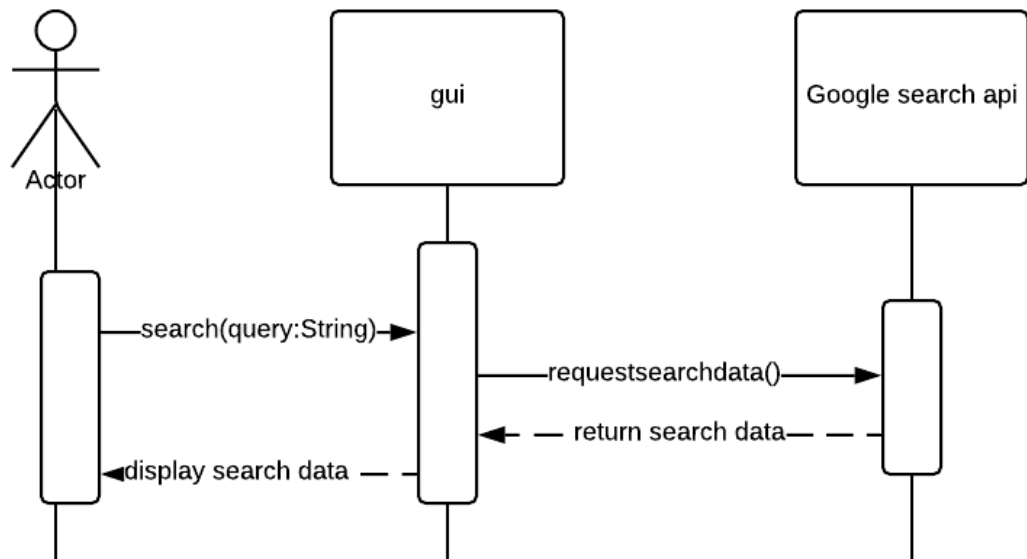 Actor
gui
Google search api
search(query:String)
requestsearchdata()
return search data
display search data